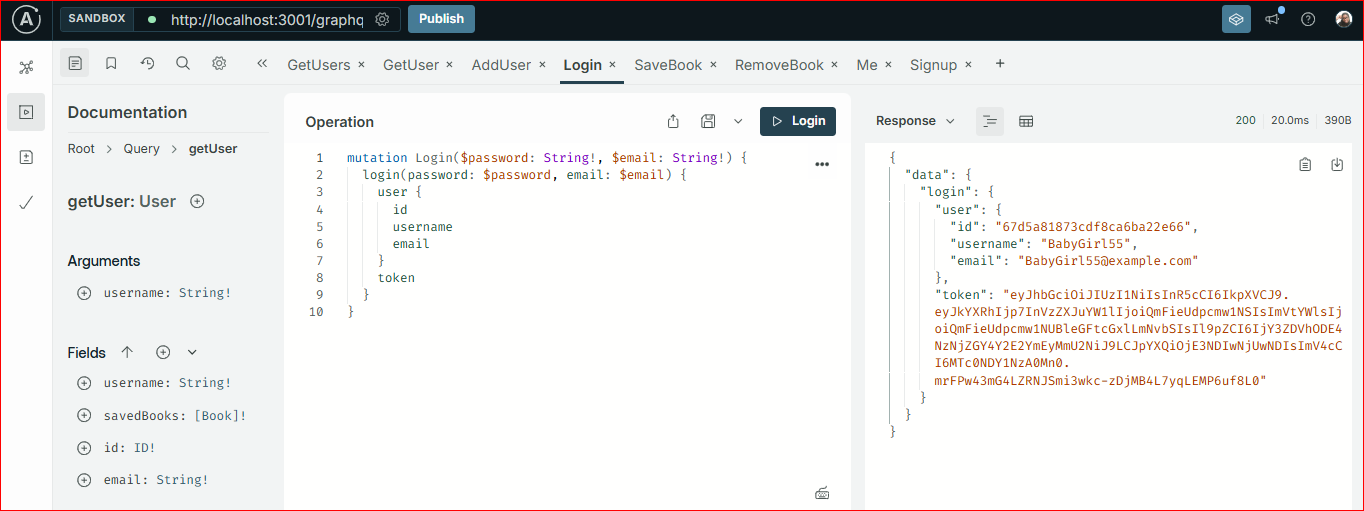 SANDBOX http://localhost:3001/graphq Publish
GetUsers × GetUser × AddUser × Login × SaveBook × RemoveBook × Me × Signup × +
Documentation
Root > Query > getUser
getUser: User
Arguments
username: String!
Fields
username: String!
savedBooks: [Book]!
id: ID!
email: String!
Operation
Login
1 mutation Login($password: String!, $email: String!) {
2 login(password: $password, email: $email) {
3 user {
4 id
5 username
6 email
7 }
8 token
9 }
10 }
Response
200 20.0ms 390B
{
"data": {
"login": {
"user": {
"id": "67d5a81873cdf8ca6ba22e66",
"username": "BabyGirl55",
"email": "BabyGirl55@example.com"
},
"token": "eyJhbGciOiJIUzI1NiIsInR5cCI6IkpXVCJ9.
eyJkYXRhIjp7InVzZXJuYW1lIjoiQmFieUdpcmw1NSIsImVtYWlsIj
oiQmFieUdpcmw1NUBleGFtcGxlLmNvbSIsIl9pZCI6IjY3ZDVhODE4
NzNjZGY4Y2E2YmEyMmU2NiJ9LCJpYXQiOjE3NDIwNjUwNDIsImV4cC
I6MTc0NDY1NzA0Mn0.
mrFPw43mG4LZRNJSmi3wkc-zDjMB4L7yqLEMP6uf8L0"
}
}
}